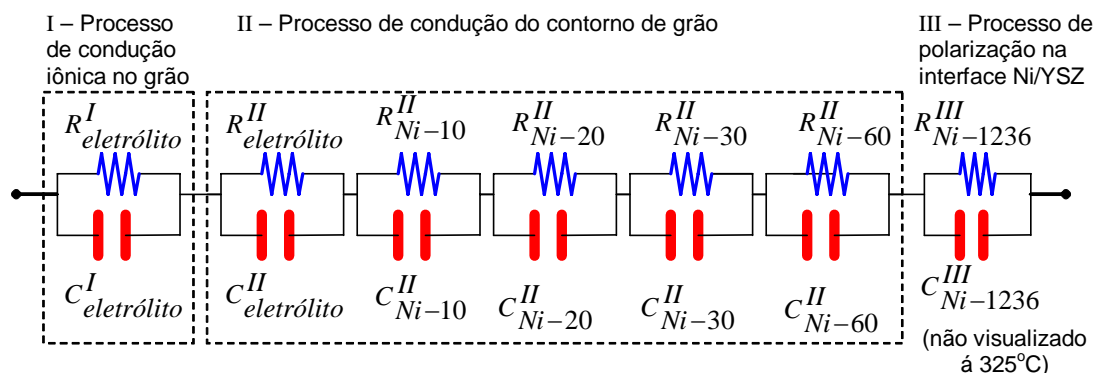 I – Processo
de condução
iônica no grão
II – Processo de condução do contorno de grão
III – Processo de
polarização na
interface Ni/YSZ
R^I_eletrólito
R^II_eletrólito
R^II_Ni–10
R^II_Ni–20
R^II_Ni–30
R^II_Ni–60
R^III_Ni–1236
C^I_eletrólito
C^II_eletrólito
C^II_Ni–10
C^II_Ni–20
C^II_Ni–30
C^II_Ni–60
C^III_Ni–1236
(não visualizado
á 325°C)